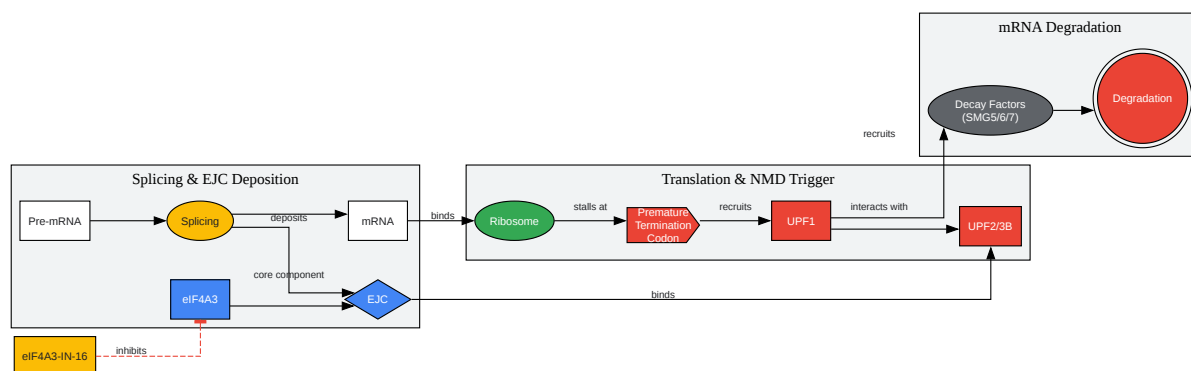 mRNA Degradation
Decay Factors
(SMG5/6/7)
Degradation
recruits
Splicing & EJC Deposition
Translation & NMD Trigger
Pre-mRNA
Splicing
deposits
mRNA
binds
Ribosome
stalls at
Premature
Termination
Codon
recruits
UPF1
interacts with
UPF2/3B
core component
eIF4A3
EJC
binds
eIF4A3-IN-16
inhibits